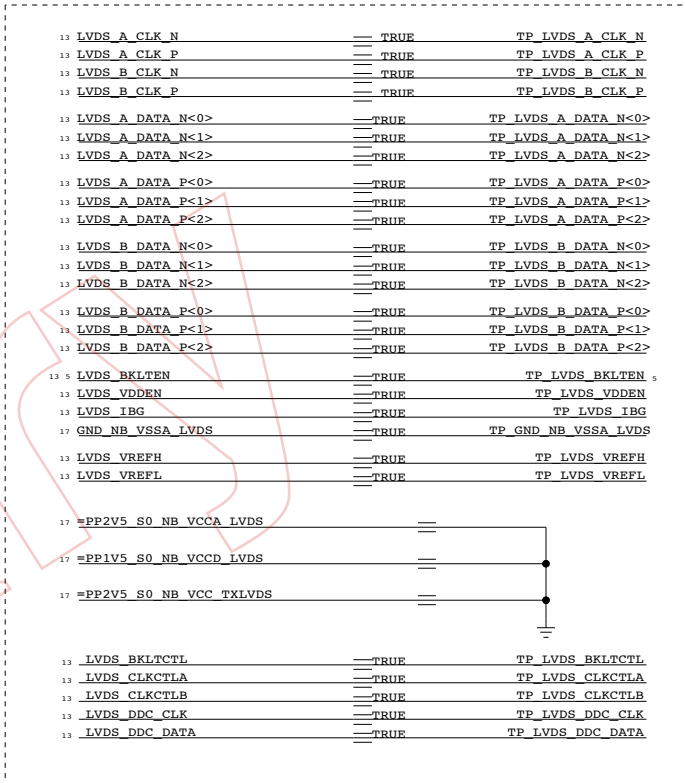 13 LVDS_A_CLK_N TRUE TP_LVDS_A_CLK_N
13 LVDS_A_CLK_P TRUE TP_LVDS_A_CLK_P
13 LVDS_B_CLK_N TRUE TP_LVDS_B_CLK_N
13 LVDS_B_CLK_P TRUE TP_LVDS_B_CLK_P
13 LVDS_A_DATA_N<0> TRUE TP_LVDS_A_DATA_N<0>
13 LVDS_A_DATA_N<1> TRUE TP_LVDS_A_DATA_N<1>
13 LVDS_A_DATA_N<2> TRUE TP_LVDS_A_DATA_N<2>
13 LVDS_A_DATA_P<0> TRUE TP_LVDS_A_DATA_P<0>
13 LVDS_A_DATA_P<1> TRUE TP_LVDS_A_DATA_P<1>
13 LVDS_A_DATA_P<2> TRUE TP_LVDS_A_DATA_P<2>
13 LVDS_B_DATA_N<0> TRUE TP_LVDS_B_DATA_N<0>
13 LVDS_B_DATA_N<1> TRUE TP_LVDS_B_DATA_N<1>
13 LVDS_B_DATA_N<2> TRUE TP_LVDS_B_DATA_N<2>
13 LVDS_B_DATA_P<0> TRUE TP_LVDS_B_DATA_P<0>
13 LVDS_B_DATA_P<1> TRUE TP_LVDS_B_DATA_P<1>
13 LVDS_B_DATA_P<2> TRUE TP_LVDS_B_DATA_P<2>
13 5 LVDS_BKLTEN TRUE TP_LVDS_BKLTEN 5
13 LVDS_VDDEN TRUE TP_LVDS_VDDEN
13 LVDS_IBG TRUE TP_LVDS_IBG
17 GND_NB_VSSA_LVDS TRUE TP_GND_NB_VSSA_LVDS
13 LVDS_VREFH TRUE TP_LVDS_VREFH
13 LVDS_VREFL TRUE TP_LVDS_VREFL
17 =PP2V5_S0_NB_VCCA_LVDS
17 =PP1V5_S0_NB_VCCD_LVDS
17 =PP2V5_S0_NB_VCC_TXLVDS
13 LVDS_BKLTCTL TRUE TP_LVDS_BKLTCTL
13 LVDS_CLKCTLA TRUE TP_LVDS_CLKCTLA
13 LVDS_CLKCTLB TRUE TP_LVDS_CLKCTLB
13 LVDS_DDC_CLK TRUE TP_LVDS_DDC_CLK
13 LVDS_DDC_DATA TRUE TP_LVDS_DDC_DATA